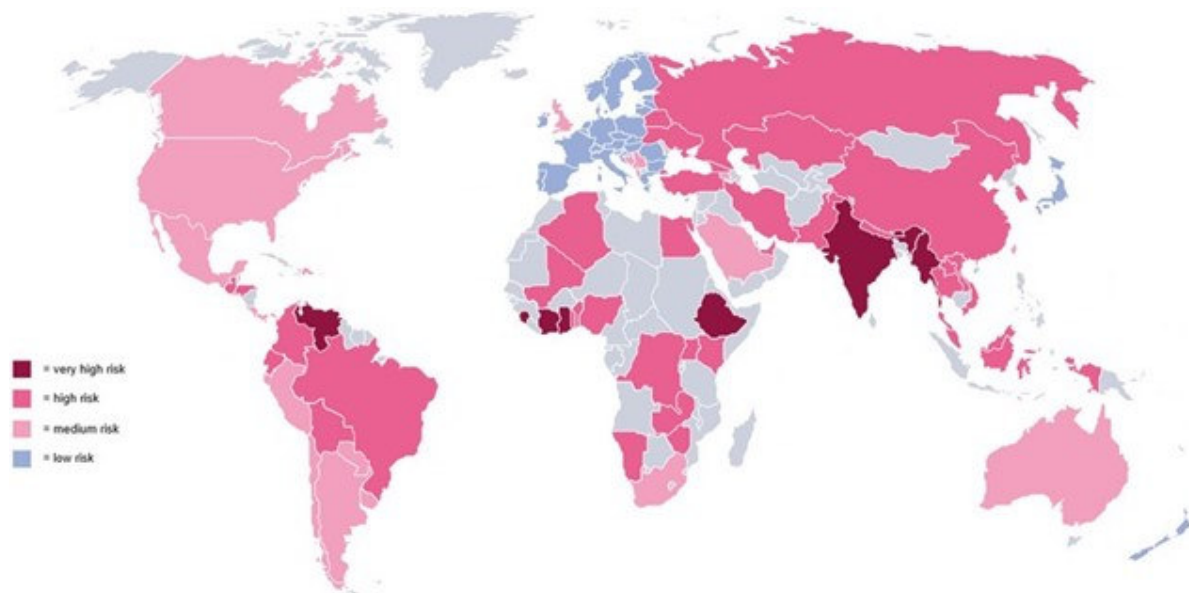 = very high risk
= high risk
= medium risk
= low risk